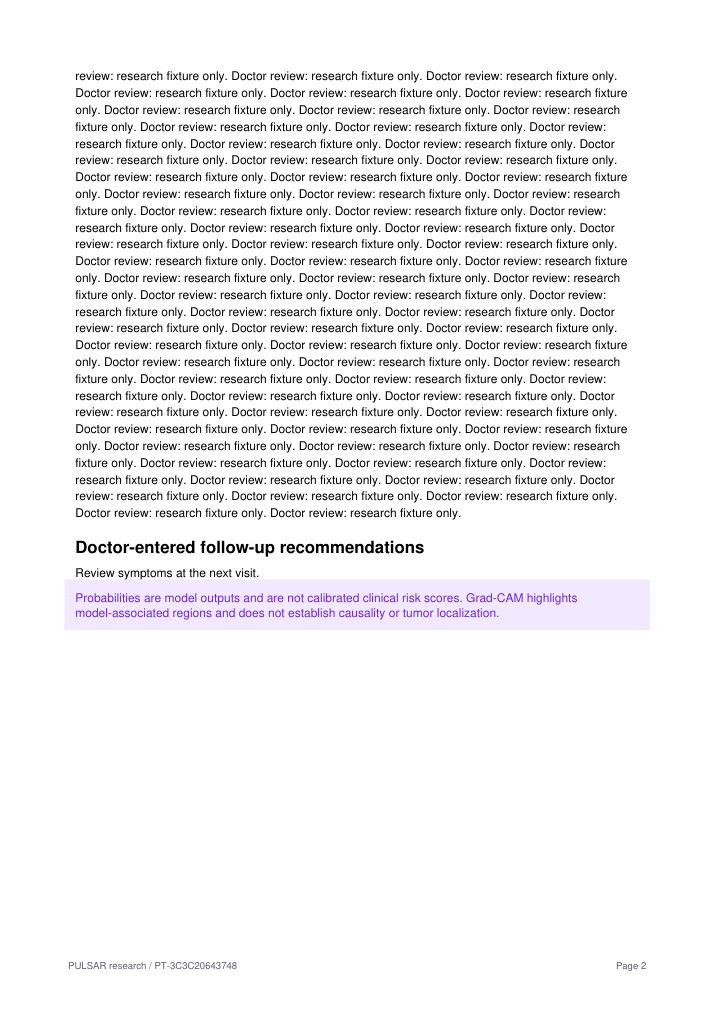 review: research fixture only. Doctor review: research fixture only. Doctor review: research fixture only.
Doctor review: research fixture only. Doctor review: research fixture only. Doctor review: research fixture
only. Doctor review: research fixture only. Doctor review: research fixture only. Doctor review: research
fixture only. Doctor review: research fixture only. Doctor review: research fixture only. Doctor review:
research fixture only. Doctor review: research fixture only. Doctor review: research fixture only. Doctor
review: research fixture only. Doctor review: research fixture only. Doctor review: research fixture only.
Doctor review: research fixture only. Doctor review: research fixture only. Doctor review: research fixture
only. Doctor review: research fixture only. Doctor review: research fixture only. Doctor review: research
fixture only. Doctor review: research fixture only. Doctor review: research fixture only. Doctor review:
research fixture only. Doctor review: research fixture only. Doctor review: research fixture only. Doctor
review: research fixture only. Doctor review: research fixture only. Doctor review: research fixture only.
Doctor review: research fixture only. Doctor review: research fixture only. Doctor review: research fixture
only. Doctor review: research fixture only. Doctor review: research fixture only. Doctor review: research
fixture only. Doctor review: research fixture only. Doctor review: research fixture only. Doctor review:
research fixture only. Doctor review: research fixture only. Doctor review: research fixture only. Doctor
review: research fixture only. Doctor review: research fixture only. Doctor review: research fixture only.
Doctor review: research fixture only. Doctor review: research fixture only. Doctor review: research fixture
only. Doctor review: research fixture only. Doctor review: research fixture only. Doctor review: research
fixture only. Doctor review: research fixture only. Doctor review: research fixture only. Doctor review:
research fixture only. Doctor review: research fixture only. Doctor review: research fixture only. Doctor
review: research fixture only. Doctor review: research fixture only. Doctor review: research fixture only.
Doctor review: research fixture only. Doctor review: research fixture only. Doctor review: research fixture
only. Doctor review: research fixture only. Doctor review: research fixture only. Doctor review: research
fixture only. Doctor review: research fixture only. Doctor review: research fixture only. Doctor review:
research fixture only. Doctor review: research fixture only. Doctor review: research fixture only. Doctor
review: research fixture only. Doctor review: research fixture only. Doctor review: research fixture only.
Doctor review: research fixture only. Doctor review: research fixture only.
Doctor-entered follow-up recommendations
Review symptoms at the next visit.
Probabilities are model outputs and are not calibrated clinical risk scores. Grad-CAM highlights
model-associated regions and does not establish causality or tumor localization.
PULSAR research / PT-3C3C20643748
Page 2